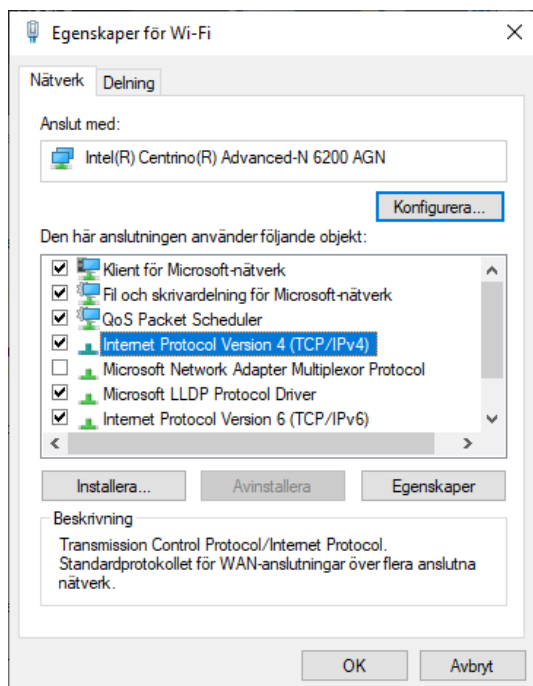 Egenskaper för Wi-Fi
Nätverk Delning
Anslut med:
Intel(R) Centrino(R) Advanced-N 6200 AGN
Konfigurera...
Den här anslutningen använder följande objekt:
Klient för Microsoft-nätverk
Fil och skrivardelning för Microsoft-nätverk
QoS Packet Scheduler
Internet Protocol Version 4 (TCP/IPv4)
Microsoft Network Adapter Multiplexor Protocol
Microsoft LLDP Protocol Driver
Internet Protocol Version 6 (TCP/IPv6)
Installera... Avinstallera Egenskaper
Beskrivning
Transmission Control Protocol/Internet Protocol.
Standardprotokollet för WAN-anslutningar över flera anslutna
nätverk.
OK Avbryt